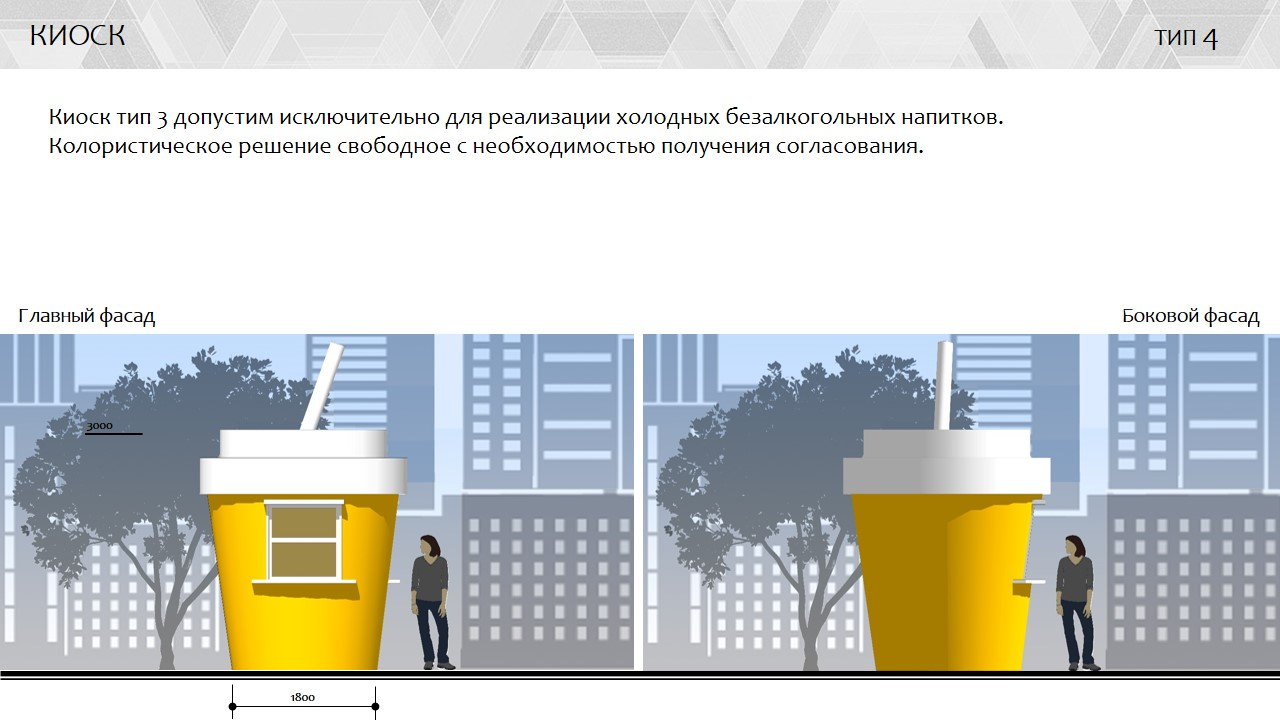 КИОСК
ТИП 4
Киоск тип 3 допустим исключительно для реализации холодных безалкогольных напитков.
Колористическое решение свободное с необходимостью получения согласования.
Главный фасад
Боковой фасад
3000
1800